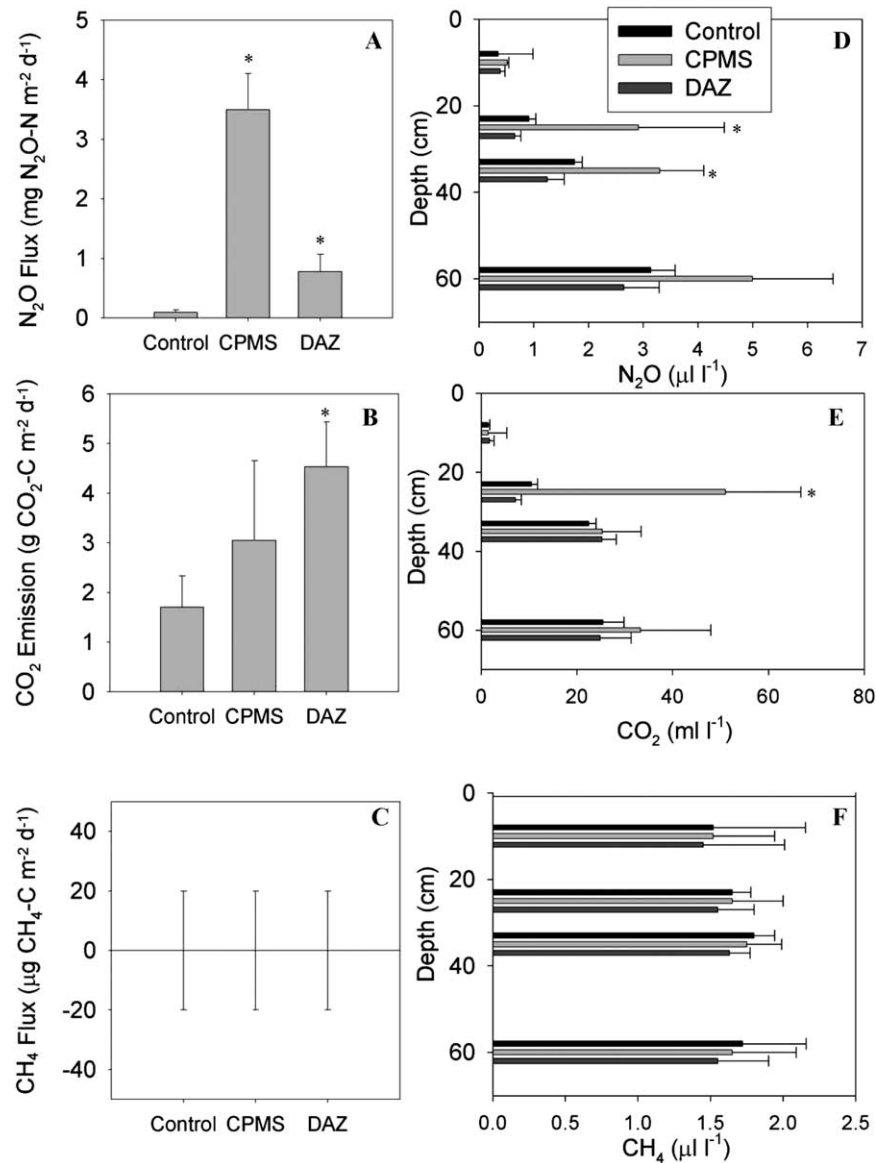 A
N₂O Flux (mg N₂O-N m⁻² d⁻¹)
5
4
3
2
1
0
*
*
Control CPMS DAZ
D
Control
CPMS
DAZ
Depth (cm)
0
20
40
60
*
*
0 1 2 3 4 5 6 7
N₂O (µl l⁻¹)
B
CO₂ Emission (g CO₂-C m⁻² d⁻¹)
6
5
4
3
2
1
0
*
Control CPMS DAZ
E
Depth (cm)
0
20
40
60
*
0 20 40 60 80
CO₂ (ml l⁻¹)
C
CH₄ Flux (µg CH₄-C m⁻² d⁻¹)
40
20
0
-20
-40
Control CPMS DAZ
F
Depth (cm)
0
20
40
60
0.0 0.5 1.0 1.5 2.0 2.5
CH₄ (µl l⁻¹)